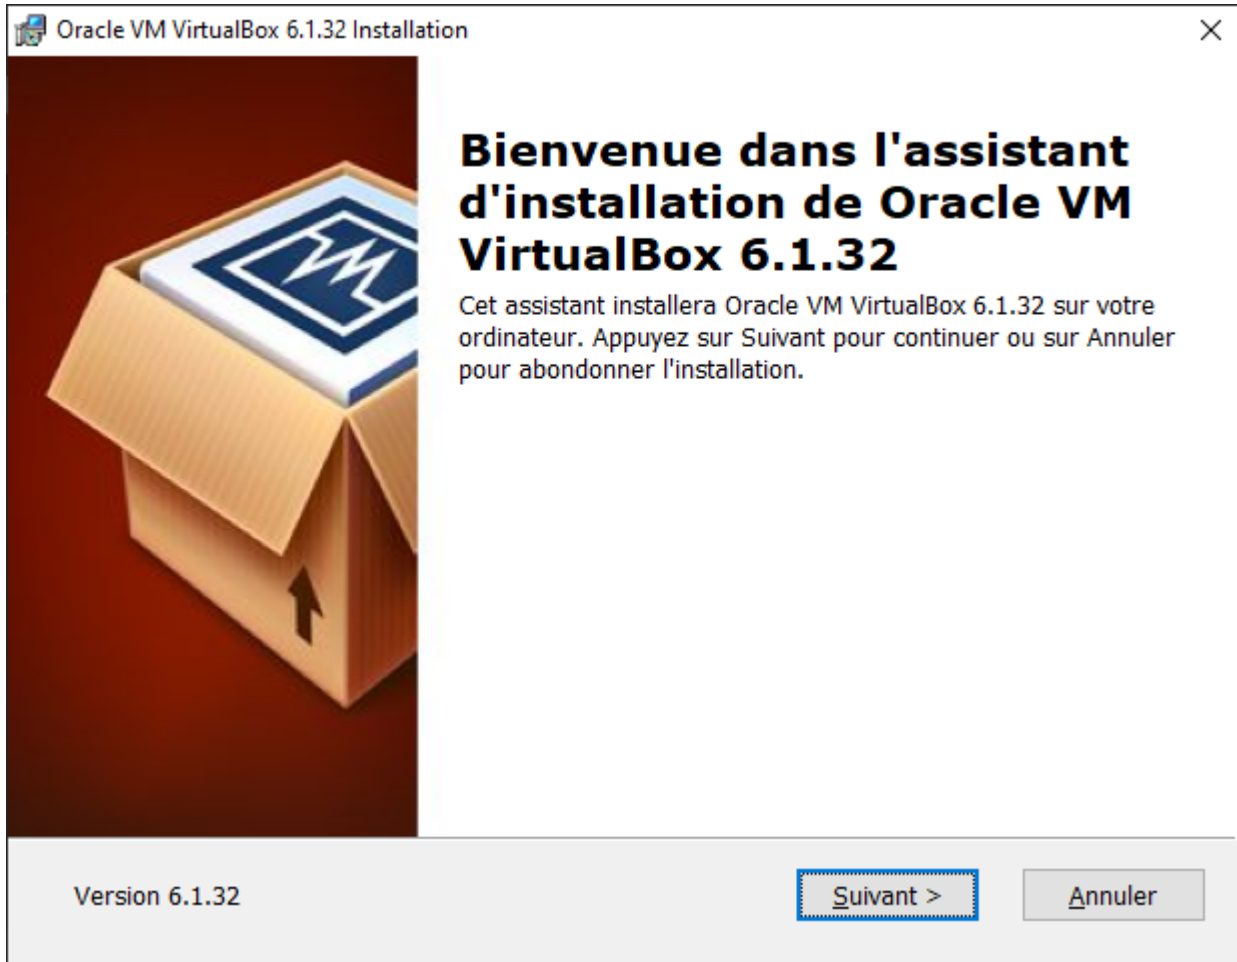 Oracle VM VirtualBox 6.1.32 Installation
Bienvenue dans l'assistant
d'installation de Oracle VM
VirtualBox 6.1.32
Cet assistant installera Oracle VM VirtualBox 6.1.32 sur votre
ordinateur. Appuyez sur Suivant pour continuer ou sur Annuler
pour abondonner l'installation.
Version 6.1.32
Suivant >
Annuler